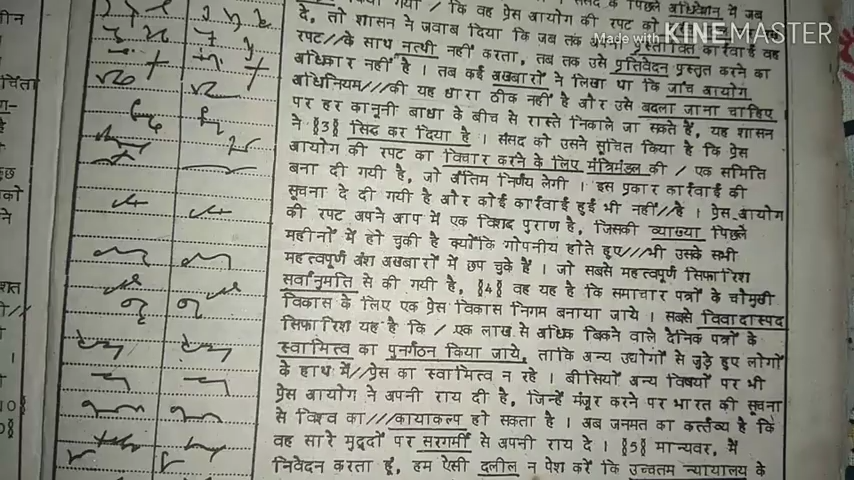 संसद के पिछले अधिवेशन में जब
गया / कि वह प्रेस आयोग की रपट को
Made with KINEMASTER
दे, तो शासन ने जवाब दिया कि जब तक प्रस्तावित कार्रवाई वह
रपट//के साथ नत्थी नहीं करता, तब तक उसे प्रतिवेदन प्रस्तुत करने का
अधिकार नहीं है । तब कई अखबारों ने लिखा था कि जाँच आयोग
अधिनियम///की यह धारा ठीक नहीं है और उसे बदला जाना चाहिए
पर हर कानूनी बाधा के बीच से रास्ते निकाले जा सकते हैं, यह शासन
ने §3§ सिद्ध कर दिया है । संसद को उसने सूचित किया है कि प्रेस
आयोग की रपट का विचार करने के लिए मंत्रिमंडल की / एक समिति
बना दी गयी है, जो अंतिम निर्णय लेगी । इस प्रकार कार्रवाई की
सूचना दे दी गयी है और कोई कार्रवाई हुई भी नहीं//है । प्रेस आयोग
की रपट अपने आप में एक विशद पुराण है, जिसकी व्याख्या पिछले
महीनों में हो चुकी है क्योंकि गोपनीय होते हुए///भी उसके सभी
महत्वपूर्ण अंश अखबारों में छप चुके हैं । जो सबसे महत्वपूर्ण सिफारिश
सर्वानुमति से की गयी है, §4§ वह यह है कि समाचार पत्रों के चौमुखी
विकास के लिए एक प्रेस विकास निगम बनाया जाये । सबसे विवादास्पद
सिफारिश यह है कि / एक लाख से अधिक बिकने वाले दैनिक पत्रों के
स्वामित्व का पुनर्गठन किया जाये, ताकि अन्य उद्योगों से जुड़े हुए लोगों
के हाथ में//प्रेस का स्वामित्व न रहे । बीसियों अन्य विषयों पर भी
प्रेस आयोग ने अपनी राय दी है, जिन्हें मंजूर करने पर भारत की सूचना
से विश्व का///कायाकल्प हो सकता है । अब जनमत का कर्त्तव्य है कि
वह सारे मुद्दों पर सरगर्मी से अपनी राय दे । §5§ मान्यवर, मैं
निवेदन करता हूँ, हम ऐसी दलील न पेश करें कि उच्चतम न्यायालय के